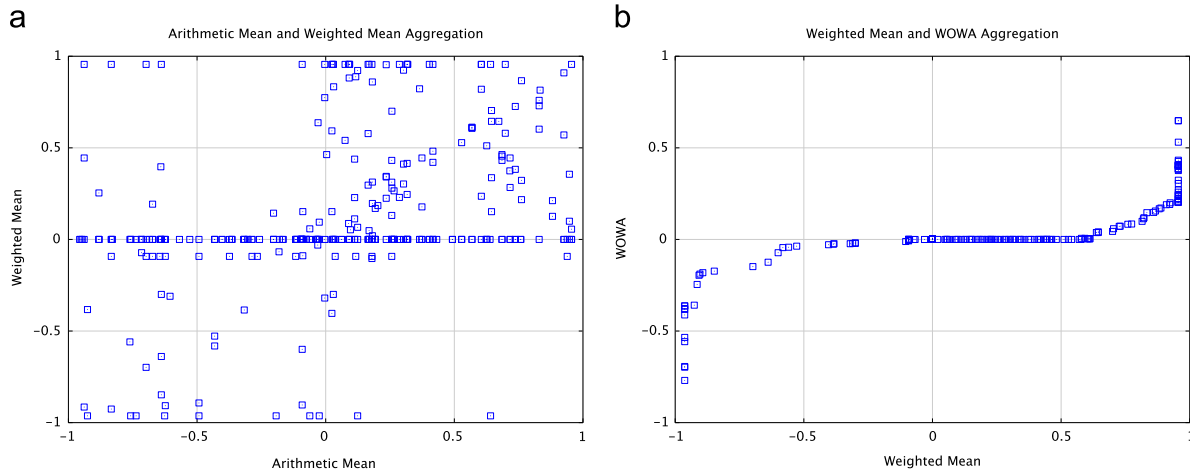 a
Arithmetic Mean and Weighted Mean Aggregation
1
0.5
0
−0.5
−1
−1
−0.5
0
0.5
1
Weighted Mean
Arithmetic Mean
b
Weighted Mean and WOWA Aggregation
1
0.5
0
−0.5
−1
−1
−0.5
0
0.5
1
WOWA
Weighted Mean